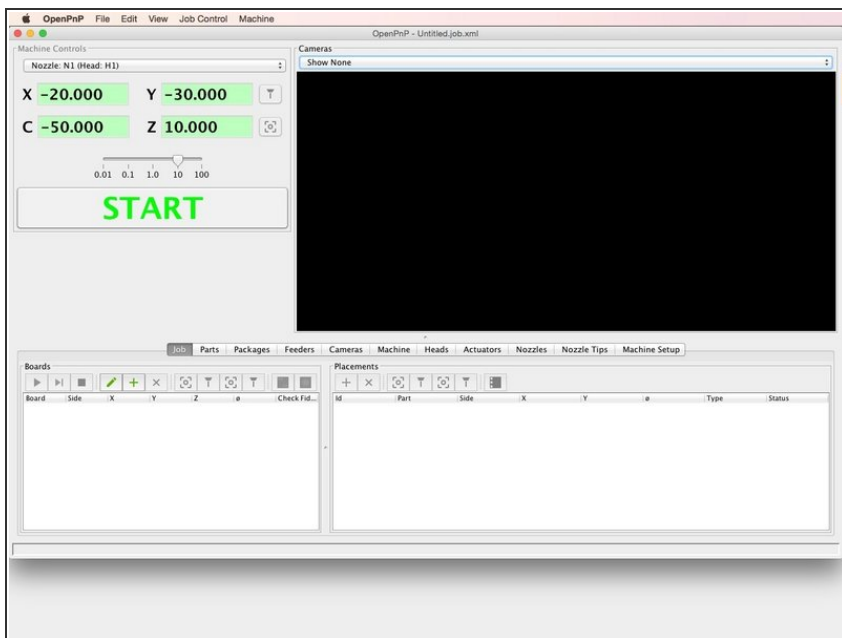 OpenPnP File Edit View Job Control Machine
OpenPnP - Untitled.job.xml
Machine Controls
Nozzle: N1 (Head: H1)
X -20.000 Y -30.000
C -50.000 Z 10.000
0.01 0.1 1.0 10 100
START
Cameras
Show None
Job Parts Packages Feeders Cameras Machine Heads Actuators Nozzles Nozzle Tips Machine Setup
Boards
Board Side X Y Z ø Check Fid...
Placements
Id Part Side X Y ø Type Status